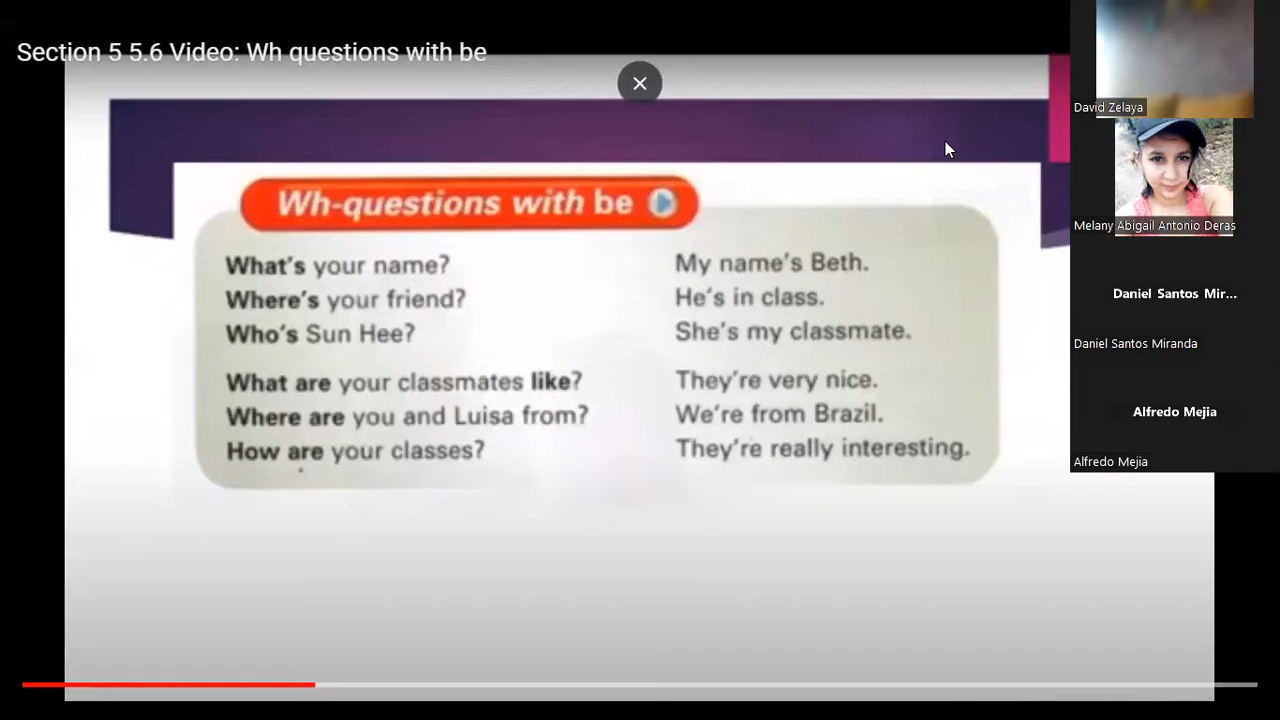 Section 5 5.6 Video: Wh questions with be
Wh-questions with be
What's your name? My name's Beth.
Where's your friend? He's in class.
Who's Sun Hee? She's my classmate.
What are your classmates like? They're very nice.
Where are you and Luisa from? We're from Brazil.
How are your classes? They're really interesting.
David Zelaya
Melany Abigail Antonio Deras
Daniel Santos Mir...
Daniel Santos Miranda
Alfredo Mejia
Alfredo Mejia